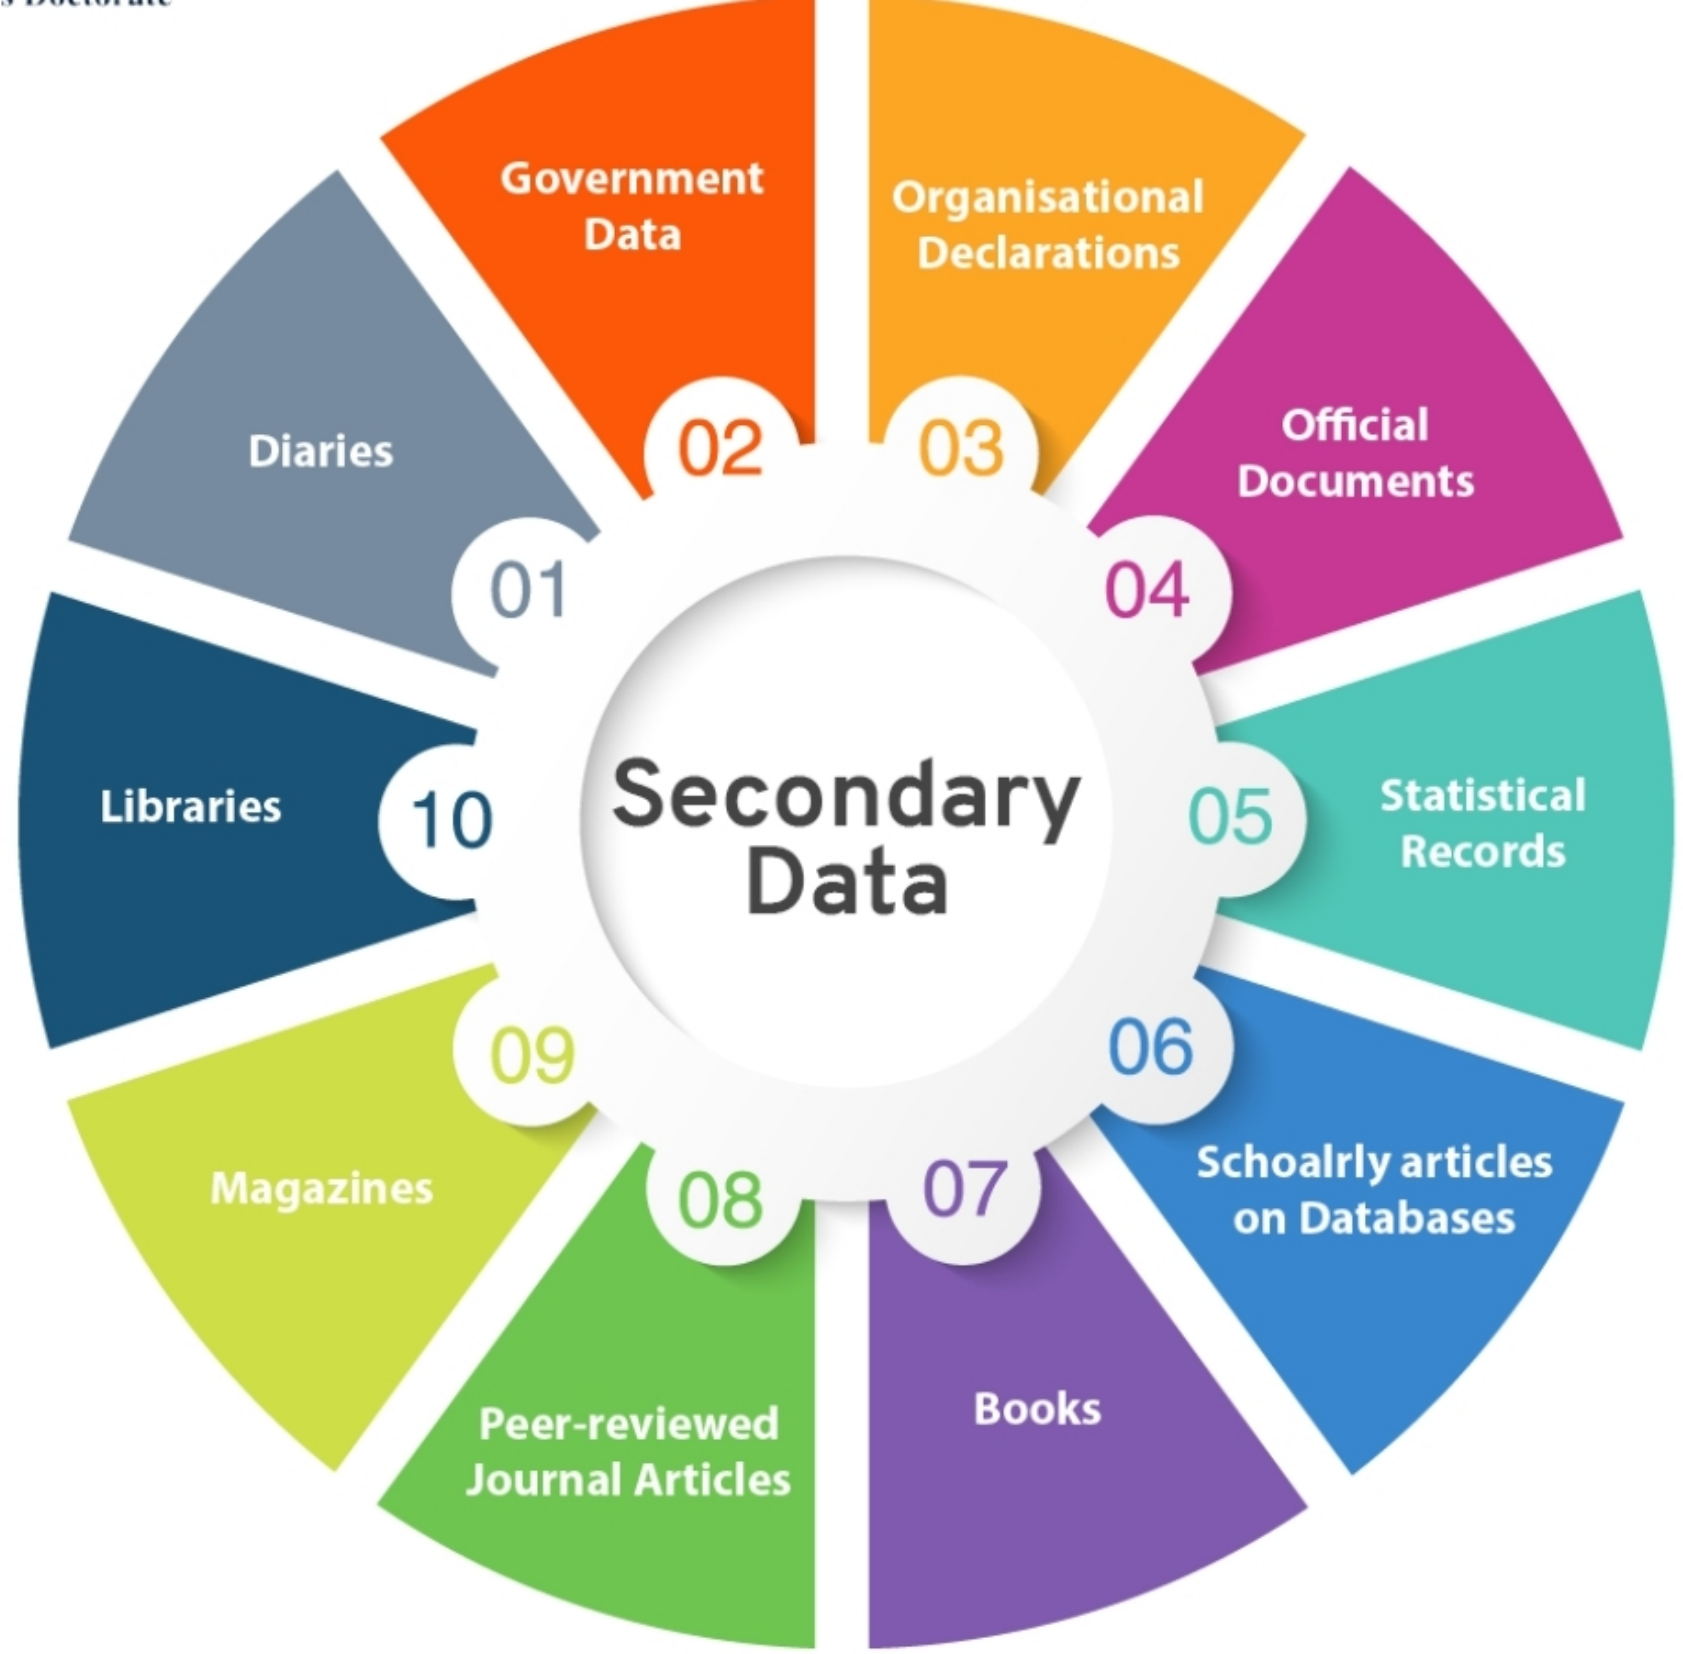 s Doctorate
Government
Data
Organisational
Declarations
Diaries
02
03
Official
Documents
01
04
Libraries
10
Secondary
Data
05
Statistical
Records
09
06
Magazines
08
07
Schoalrly articles
on Databases
Peer-reviewed
Journal Articles
Books